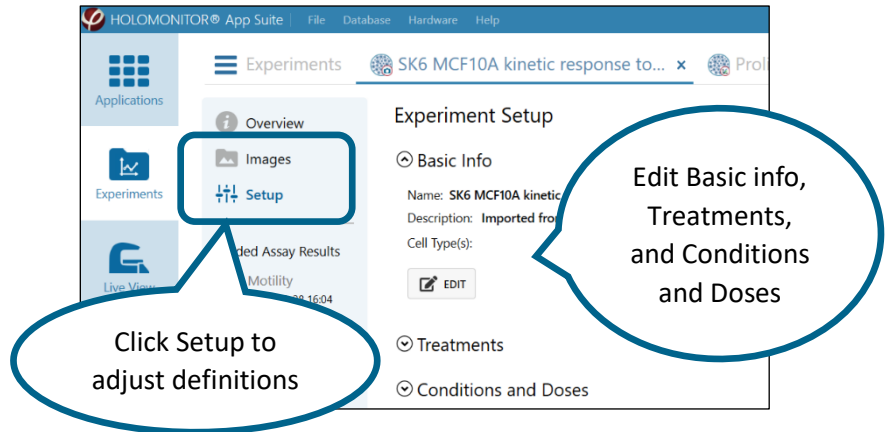 HOLOMONITOR® App Suite File Database Hardware Help
Applications
Experiments
Live View
Experiments
SK6 MCF10A kinetic response to... ×
Overview
Images
Setup
Assay Results
Motility
16:04
Experiment Setup
Basic Info
Name: SK6 MCF10A kinetic
Description: Imported
Cell Type(s):
EDIT
Treatments
Conditions and Doses
Click Setup to
adjust definitions
Edit Basic info,
Treatments,
and Conditions
and Doses